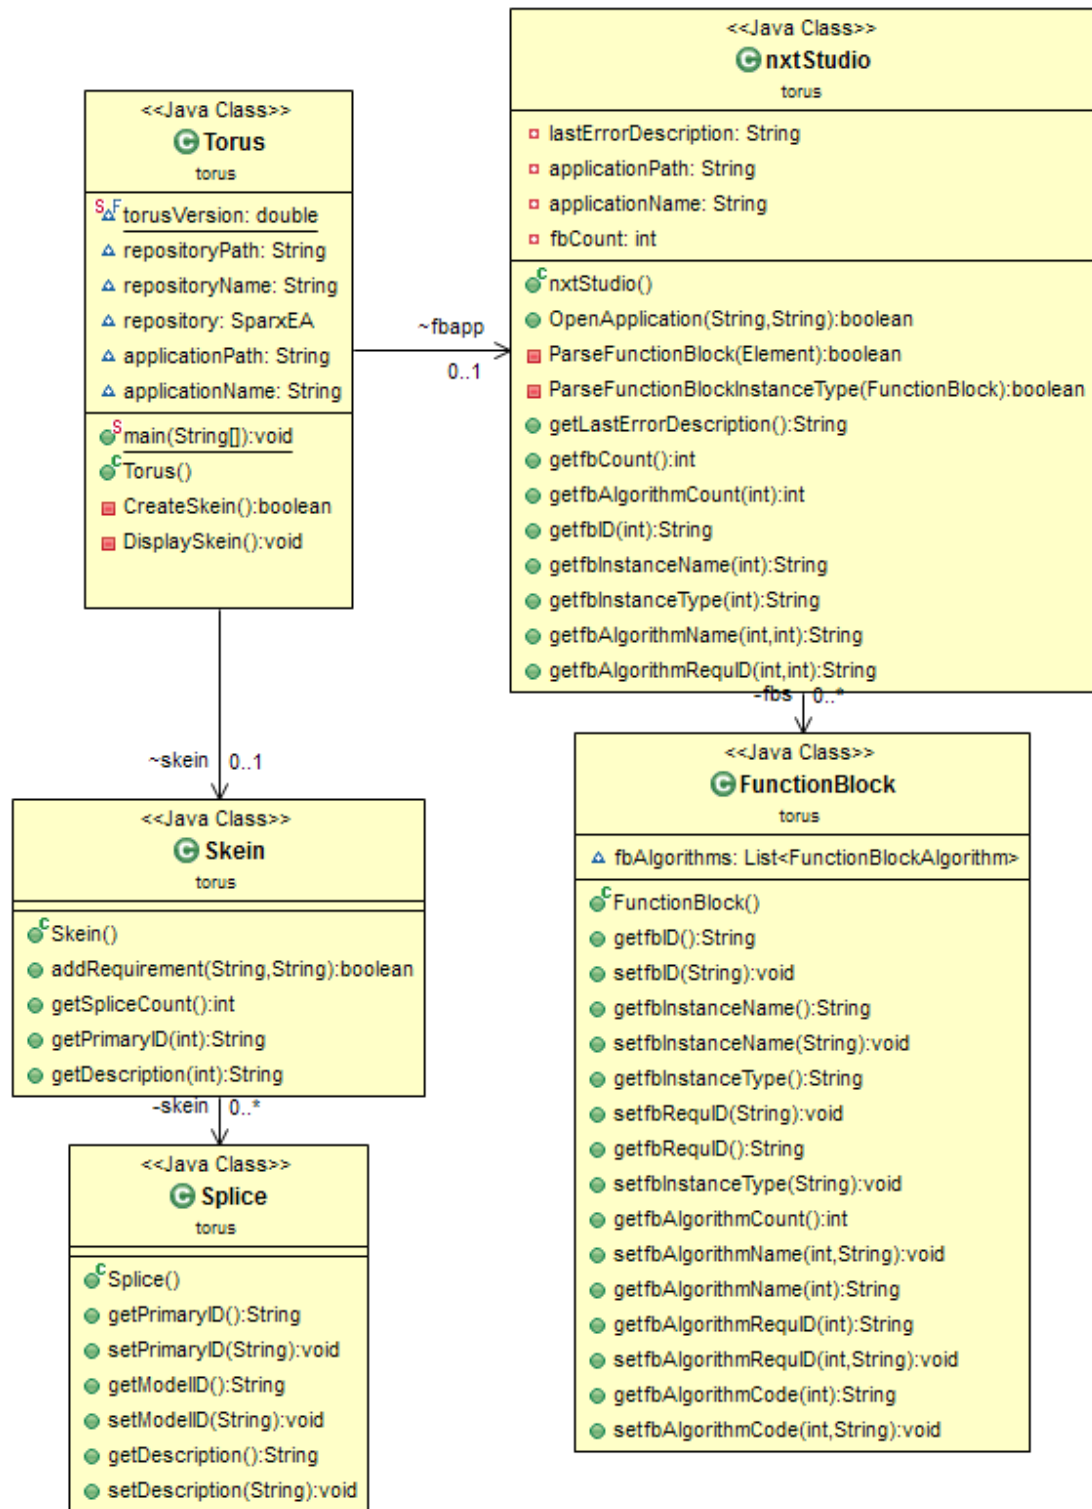 <<Java Class>>
nxtStudio
torus
lastErrorDescription: String
applicationPath: String
applicationName: String
fbCount: int
nxtStudio()
OpenApplication(String,String):boolean
ParseFunctionBlock(Element):boolean
ParseFunctionBlockInstanceType(FunctionBlock):boolean
getLastErrorDescription():String
getfbCount():int
getfbAlgorithmCount(int):int
getfbID(int):String
getfbInstanceName(int):String
getfbInstanceType(int):String
getfbAlgorithmName(int,int):String
getfbAlgorithmRequID(int,int):String
<<Java Class>>
Torus
torus
torusVersion: double
repositoryPath: String
repositoryName: String
repository: SparxEA
applicationPath: String
applicationName: String
main(String[]):void
Torus()
CreateSkein():boolean
DisplaySkein():void
~fbapp
0..1
-fbs 0..*
~skein 0..1
<<Java Class>>
FunctionBlock
torus
fbAlgorithms: List<FunctionBlockAlgorithm>
FunctionBlock()
getfbID():String
setfbID(String):void
getfbInstanceName():String
setfbInstanceName(String):void
getfbInstanceType():String
setfbRequID(String):void
getfbRequID():String
setfbInstanceType(String):void
getfbAlgorithmCount():int
setfbAlgorithmName(int,String):void
getfbAlgorithmName(int):String
getfbAlgorithmRequID(int):String
setfbAlgorithmRequID(int,String):void
getfbAlgorithmCode(int):String
setfbAlgorithmCode(int,String):void
<<Java Class>>
Skein
torus
Skein()
addRequirement(String,String):boolean
getSpliceCount():int
getPrimaryID(int):String
getDescription(int):String
-skein 0..*
<<Java Class>>
Splice
torus
Splice()
getPrimaryID():String
setPrimaryID(String):void
getModelID():String
setModelID(String):void
getDescription():String
setDescription(String):void